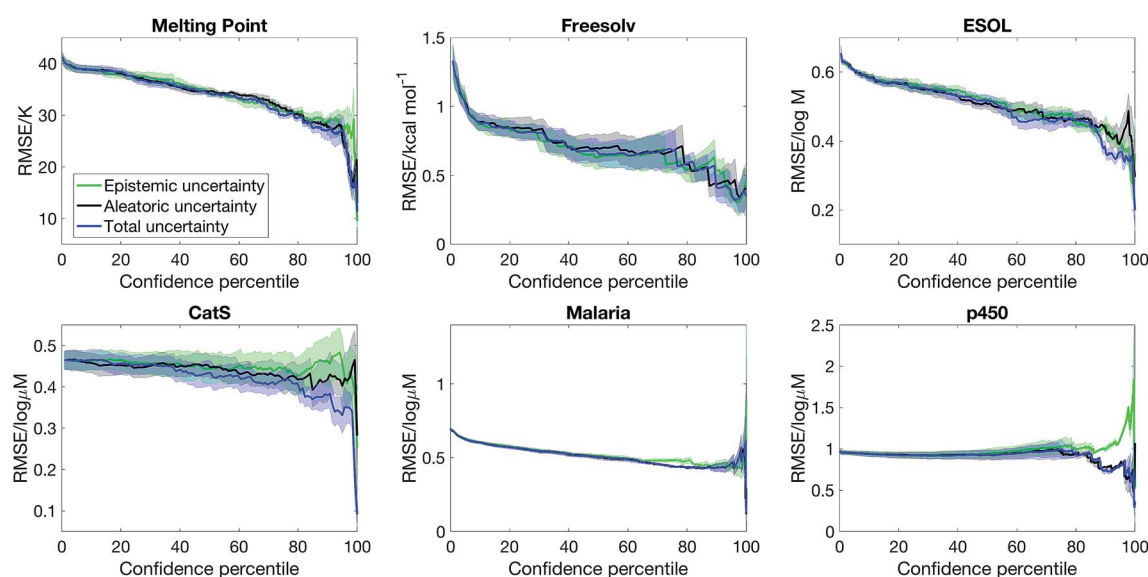 Melting Point
RMSE/K
40
30
20
10
Epistemic uncertainty
Aleatoric uncertainty
Total uncertainty
0 20 40 60 80 100
Confidence percentile
Freesolv
RMSE/kcal mol⁻¹
1.5
1
0.5
0
0 20 40 60 80 100
Confidence percentile
ESOL
RMSE/log M
0.6
0.4
0.2
0 20 40 60 80 100
Confidence percentile
CatS
RMSE/logμM
0.5
0.4
0.3
0.2
0.1
0 20 40 60 80 100
Confidence percentile
Malaria
RMSE/logμM
1
0.5
0
0 20 40 60 80 100
Confidence percentile
p450
RMSE/logμM
2.5
2
1.5
1
0.5
0
0 20 40 60 80 100
Confidence percentile